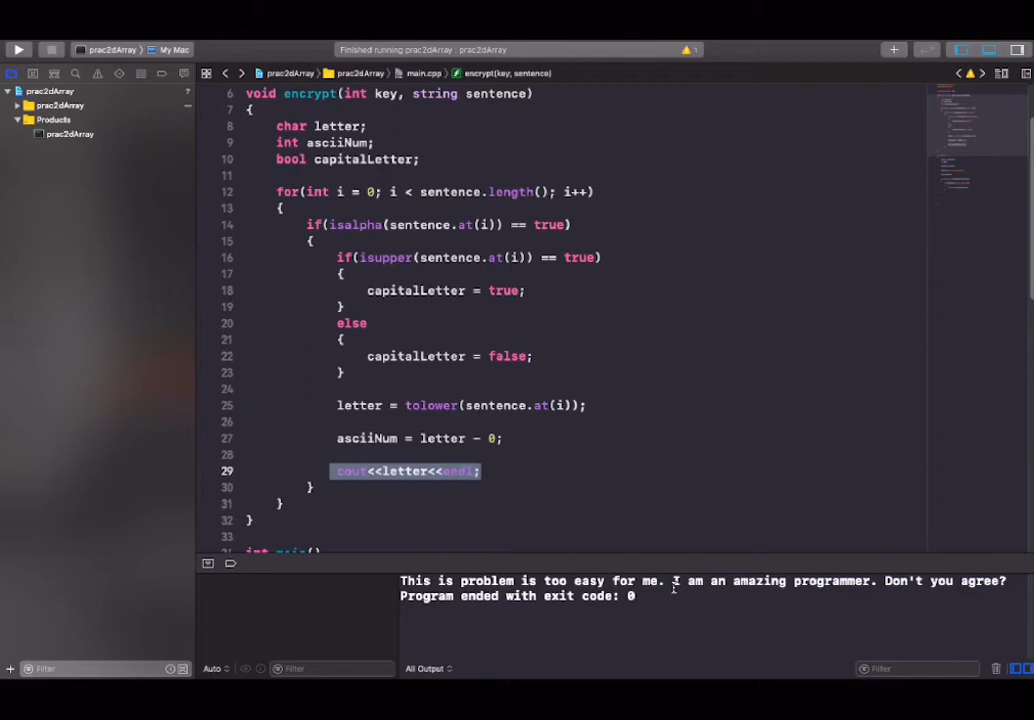 prac2dArray My Mac Finished running prac2dArray : prac2dArray 1
prac2dArray prac2dArray main.cpp encrypt(key, sentence)
prac2dArray ?
prac2dArray
Products
prac2dArray
6 void encrypt(int key, string sentence)
7 {
8 char letter;
9 int asciiNum;
10 bool capitalLetter;
11
12 for(int i = 0; i < sentence.length(); i++)
13 {
14 if(isalpha(sentence.at(i)) == true)
15 {
16 if(isupper(sentence.at(i)) == true)
17 {
18 capitalLetter = true;
19 }
20 else
21 {
22 capitalLetter = false;
23 }
24
25 letter = tolower(sentence.at(i));
26
27 asciiNum = letter - 0;
28
29 cout<<letter<<endl;
30 }
31 }
32 }
33
int main()
This is problem is too easy for me. I am an amazing programmer. Don't you agree?
Program ended with exit code: 0
Filter Auto Filter All Output Filter